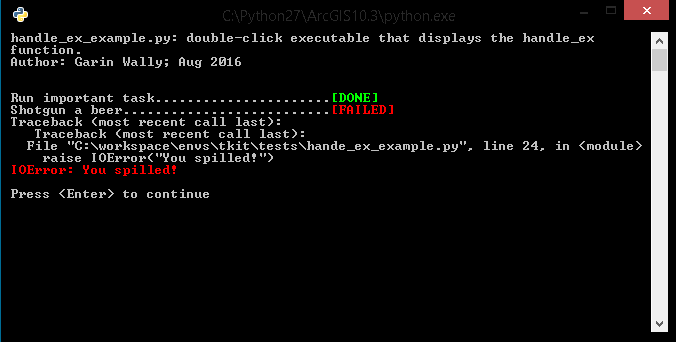 C:\Python27\ArcGIS10.3\python.exe
handle_ex_example.py: double-click executable that displays the handle_ex
function.
Author: Garin Wally; Aug 2016
Run important task......................[DONE]
Shotgun a beer..........................[FAILED]
Traceback (most recent call last):
Traceback (most recent call last):
File "C:\workspace\envs\tkit\tests\hande_ex_example.py", line 24, in <module>
raise IOError("You spilled!")
IOError: You spilled!
Press <Enter> to continue